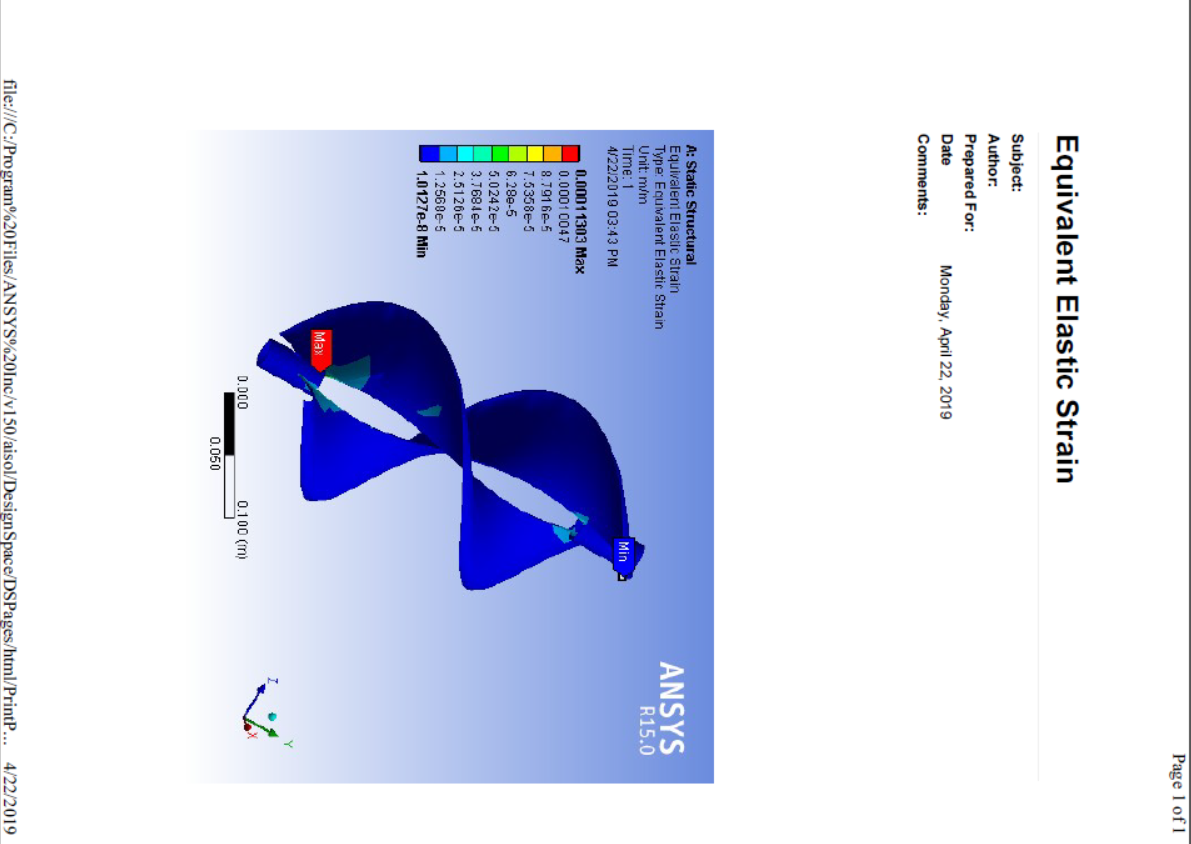 Page 1 of 1
Equivalent Elastic Strain
Subject:
Author:
Prepared For:
Date Monday, April 22, 2019
Comments:
A: Static Structural
Equivalent Elastic Strain
Type: Equivalent Elastic Strain
Unit: m/m
Time: 1
4/22/2019 03:43 PM
ANSYS
R15.0
0.00011303 Max
0.00010047
8.7916e-5
7.5358e-5
6.28e-5
5.0242e-5
3.7684e-5
2.5126e-5
1.2568e-5
1.0127e-8 Min
Min
Max
0.000
0.050
0.100 (m)
Z
Y
X
file:///C:/Program%20Files/ANSYS%20Inc/v150/aisol/DesignSpace/DSPages/html/PrintP... 4/22/2019